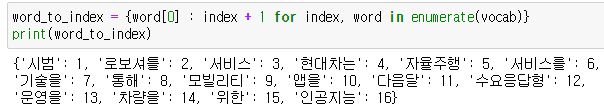 word_to_index = {word[0] : index + 1 for index, word in enumerate(vocab)}
print(word_to_index)
{'시범': 1, '로보셔틀': 2, '서비스': 3, '현대차는': 4, '자율주행': 5, '서비스를': 6,
'기술을': 7, '통해': 8, '모빌리티': 9, '앱을': 10, '다음달': 11, '수요응답형': 12,
'운영을': 13, '차량을': 14, '위한': 15, '인공지능': 16}